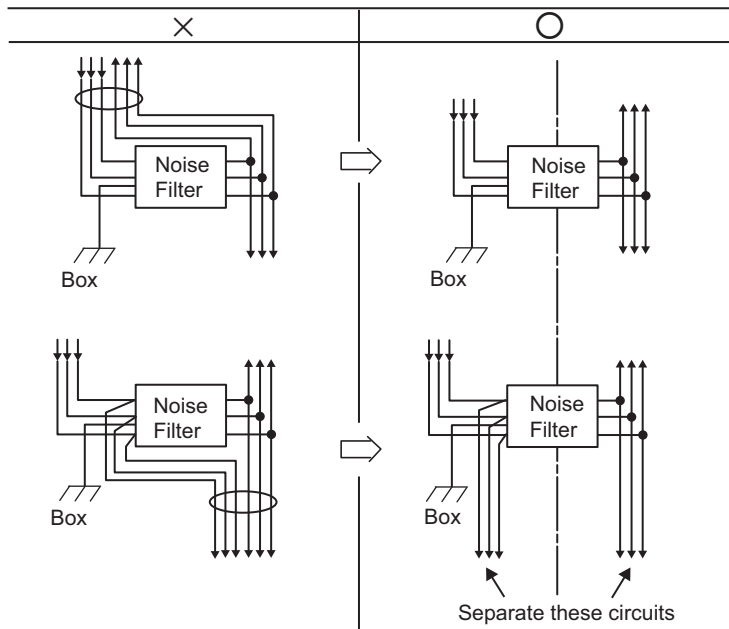 Noise
Filter
Box
Noise
Filter
Box
Noise
Filter
Box
Noise
Filter
Box
Separate these circuits